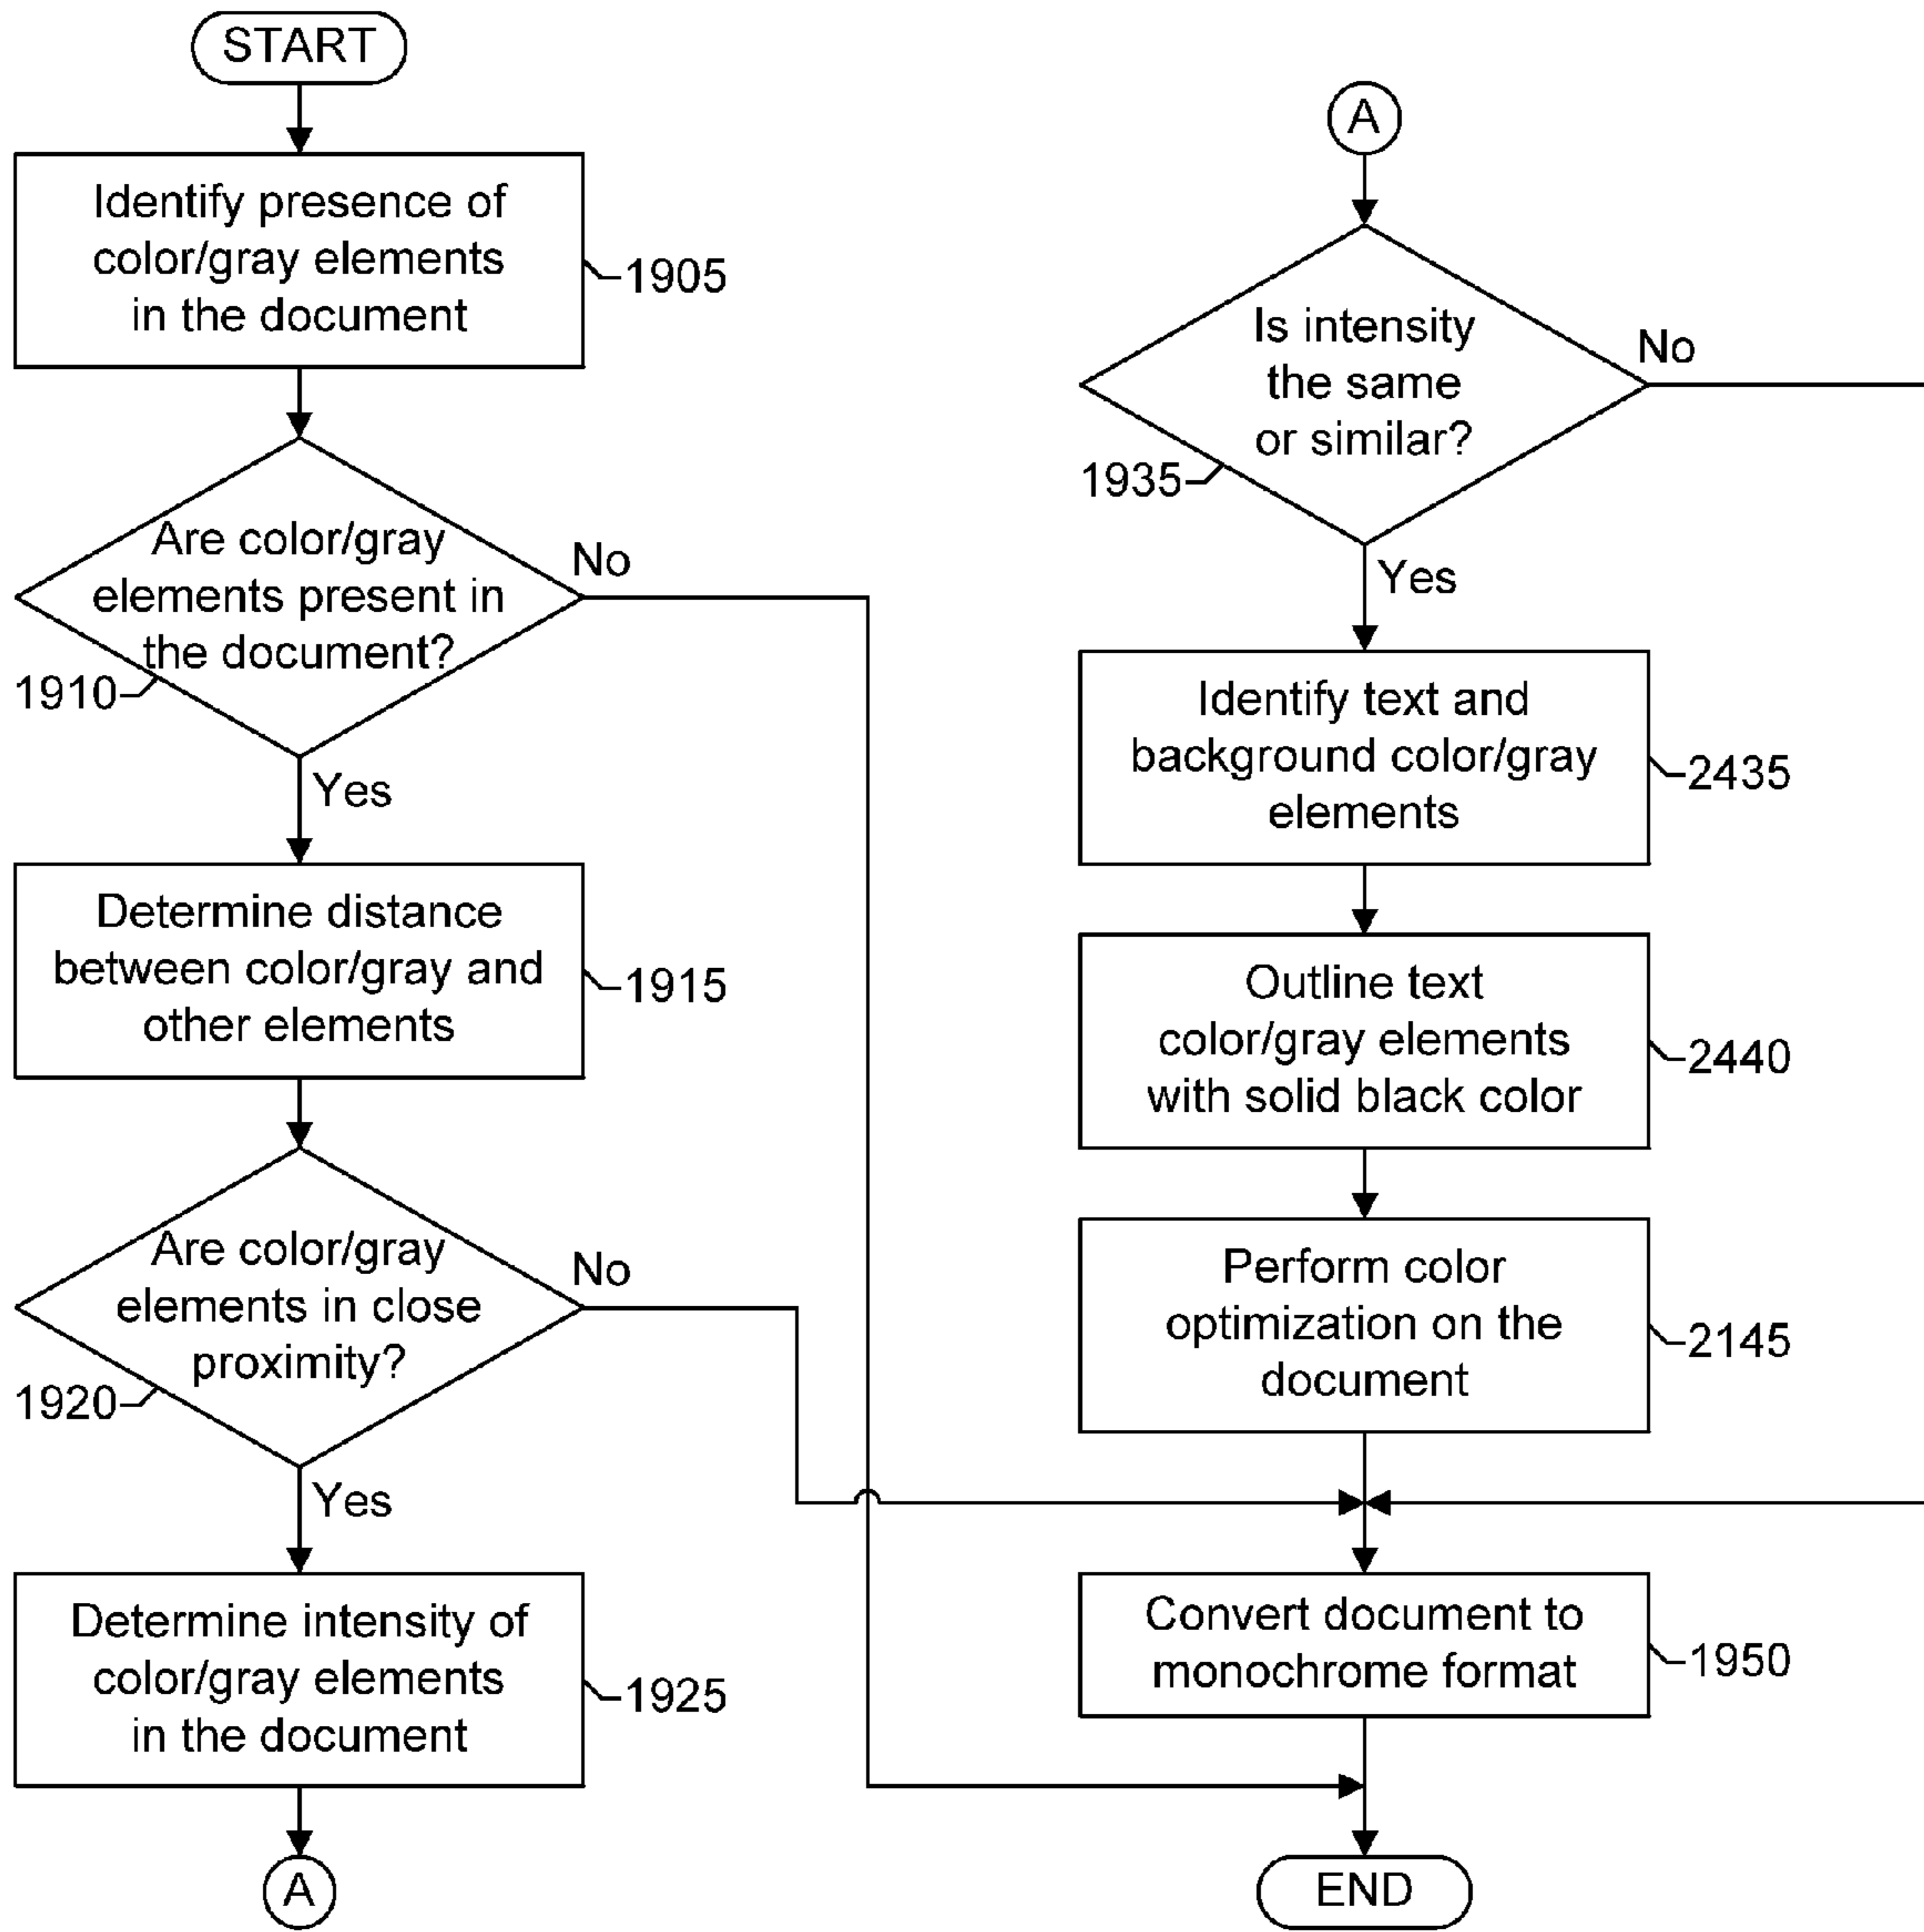 START
Identify presence of
color/gray elements
in the document
1905
Are color/gray
elements present in
the document?
No
1910
Yes
Determine distance
between color/gray and
other elements
1915
Are color/gray
elements in close
proximity?
No
1920
Yes
Determine intensity of
color/gray elements
in the document
1925
A
A
Is intensity
the same
or similar?
No
1935
Yes
Identify text and
background color/gray
elements
2435
Outline text
color/gray elements
with solid black color
2440
Perform color
optimization on the
document
2145
Convert document to
monochrome format
1950
END